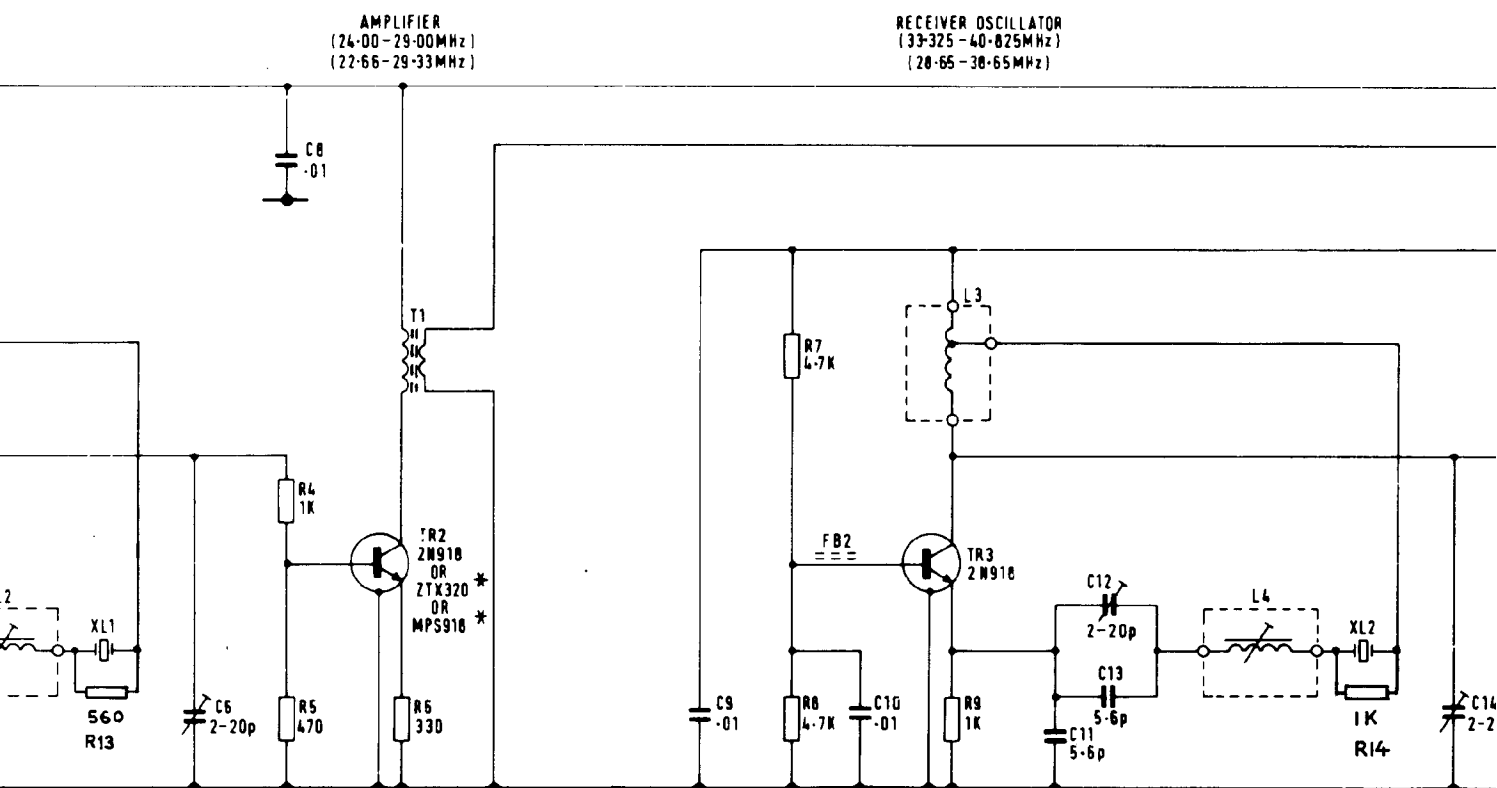 AMPLIFIER
(24·00-29·00MHz)
(22·66-29·33MHz)
RECEIVER OSCILLATOR
(33·325-40·825MHz)
(28·65-38·65MHz)
C8
·01
T1
L3
R7
4·7K
R4
1K
TR2
2N918
OR
ZTX320 *
OR
MPS918 *
FB2
TR3
2N918
C12
2-20p
L4
XL2
XL1
C13
5·6p
C6
2-20p
R5
470
R6
330
C9
·01
R8
4·7K
C10
·01
R9
1K
C11
5·6p
560
R13
1K
R14
C14